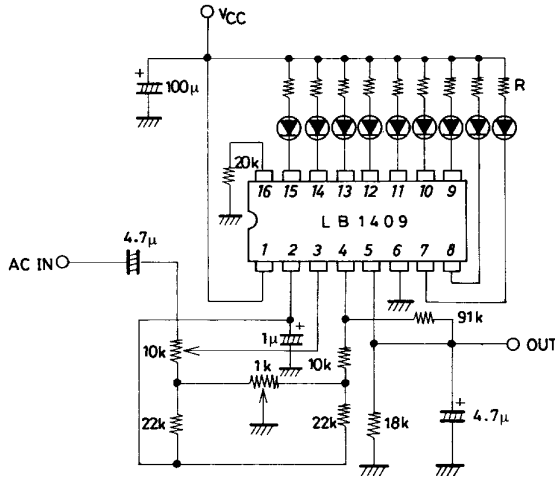 VCC
+
100μ
R
20k
16 15 14 13 12 11 10 9
LB1409
1 2 3 4 5 6 7 8
4.7μ
AC IN
+
1μ
91k
OUT
10k
1k
10k
22k
22k
18k
+
4.7μ